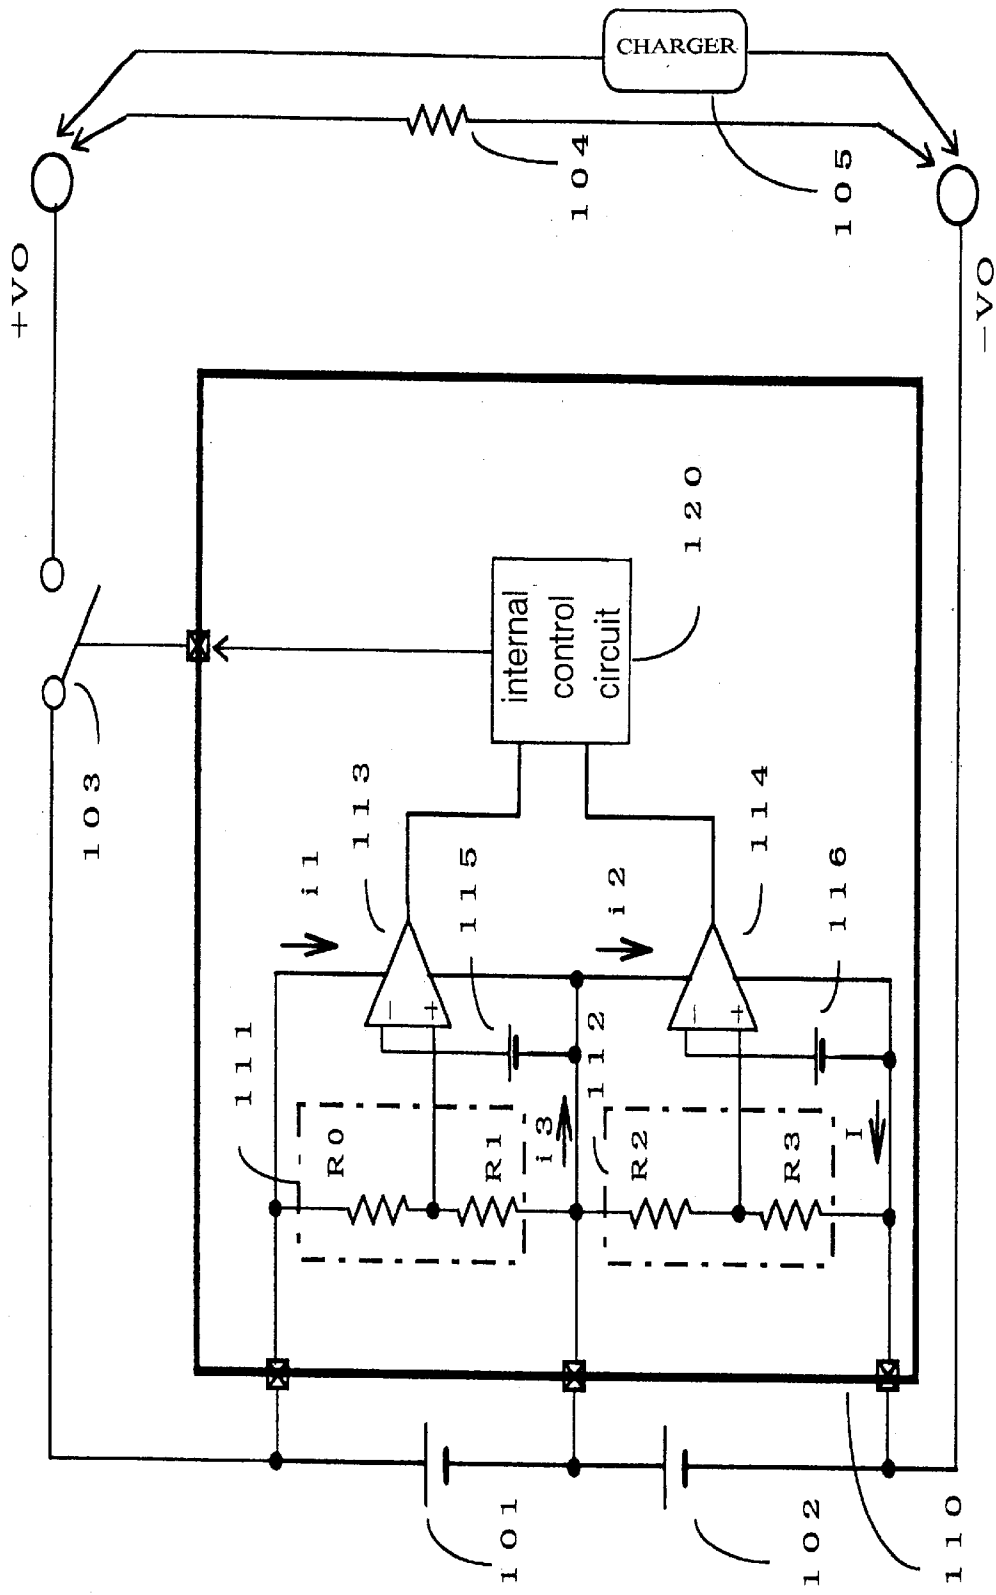 101
102
110
111
R0
R1
i3
112
R2
R3
I
−
+
−
+
i1
113
115
i2
114
116
103
internal
control
circuit
120
+VO
−VO
104
105
CHARGER